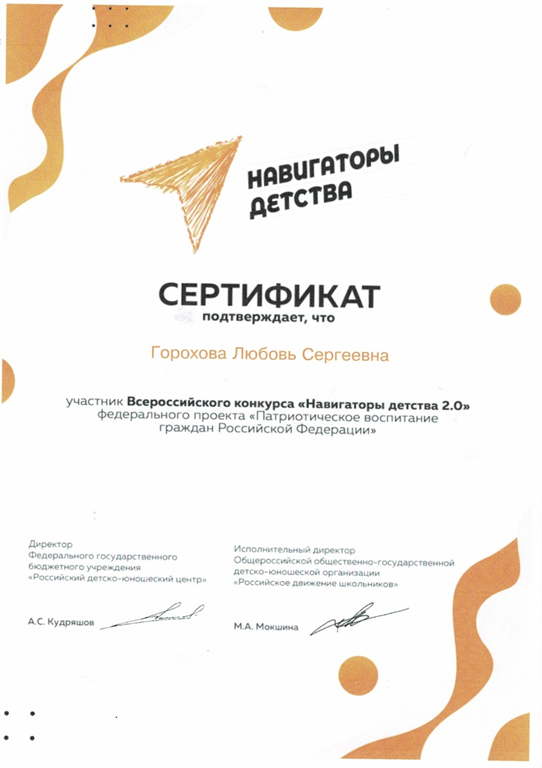 НАВИГАТОРЫ
ДЕТСТВА
СЕРТИФИКАТ
подтверждает, что
Горохова Любовь Сергеевна
участник Всероссийского конкурса «Навигаторы детства 2.0»
федерального проекта «Патриотическое воспитание
граждан Российской Федерации»
Директор
Федерального государственного
бюджетного учреждения
«Российский детско-юношеский центр»
А.С. Кудряшов
Исполнительный директор
Общероссийской общественно-государственной
детско-юношеской организации
«Российское движение школьников»
М.А. Мокшина